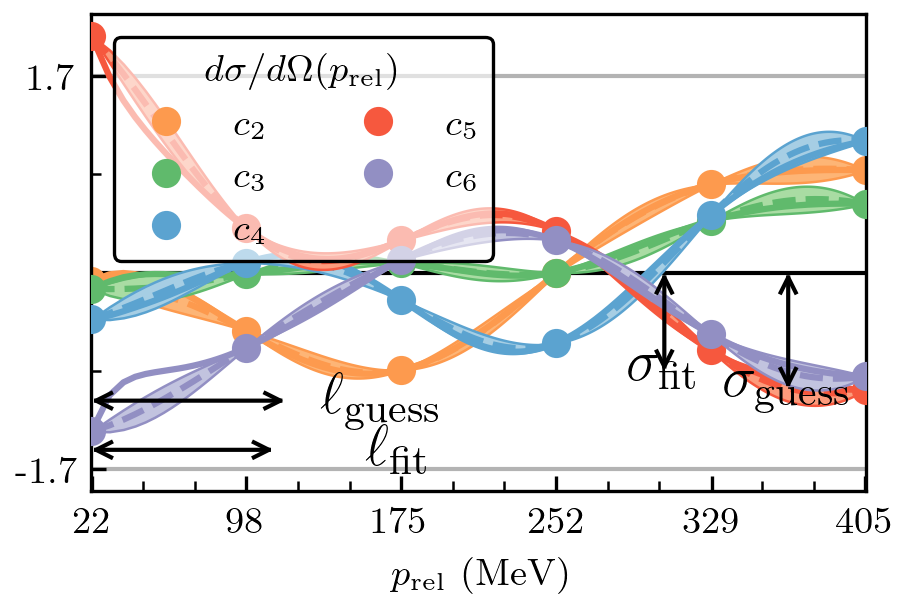 1.7
-1.7
dσ/dΩ(p_rel)
c_2
c_5
c_3
c_6
c_4
σ_fit
σ_guess
ℓ_guess
ℓ_fit
22 98 175 252 329 405
p_rel (MeV)